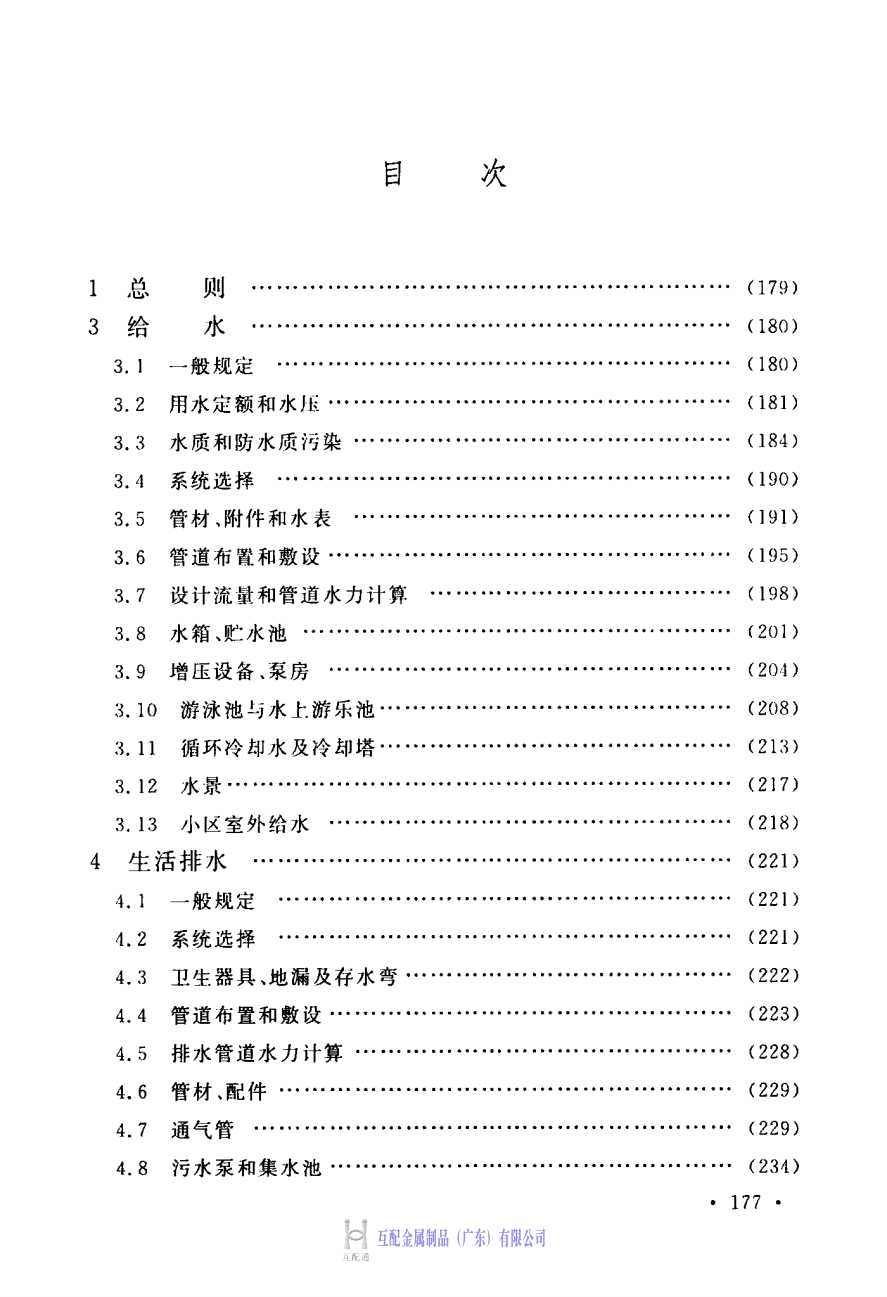 目 次
1 总 则 …………………………………………………… (179)
3 给 水 …………………………………………………… (180)
3.1 一般规定 ………………………………………………… (180)
3.2 用水定额和水压 …………………………………………… (181)
3.3 水质和防水质污染 ………………………………………… (184)
3.4 系统选择 ………………………………………………… (190)
3.5 管材、附件和水表 ………………………………………… (191)
3.6 管道布置和敷设 …………………………………………… (195)
3.7 设计流量和管道水力计算 ………………………………… (198)
3.8 水箱、贮水池 ……………………………………………… (201)
3.9 增压设备、泵房 …………………………………………… (204)
3.10 游泳池与水上游乐池 ……………………………………… (208)
3.11 循环冷却水及冷却塔 ……………………………………… (213)
3.12 水景 ……………………………………………………… (217)
3.13 小区室外给水 …………………………………………… (218)
4 生活排水 …………………………………………………… (221)
4.1 一般规定 ………………………………………………… (221)
4.2 系统选择 ………………………………………………… (221)
4.3 卫生器具、地漏及存水弯 ………………………………… (222)
4.4 管道布置和敷设 …………………………………………… (223)
4.5 排水管道水力计算 ………………………………………… (228)
4.6 管材、配件 ………………………………………………… (229)
4.7 通气管 …………………………………………………… (229)
4.8 污水泵和集水池 …………………………………………… (234)
· 177 ·
互配金属制品（广东）有限公司
互配通